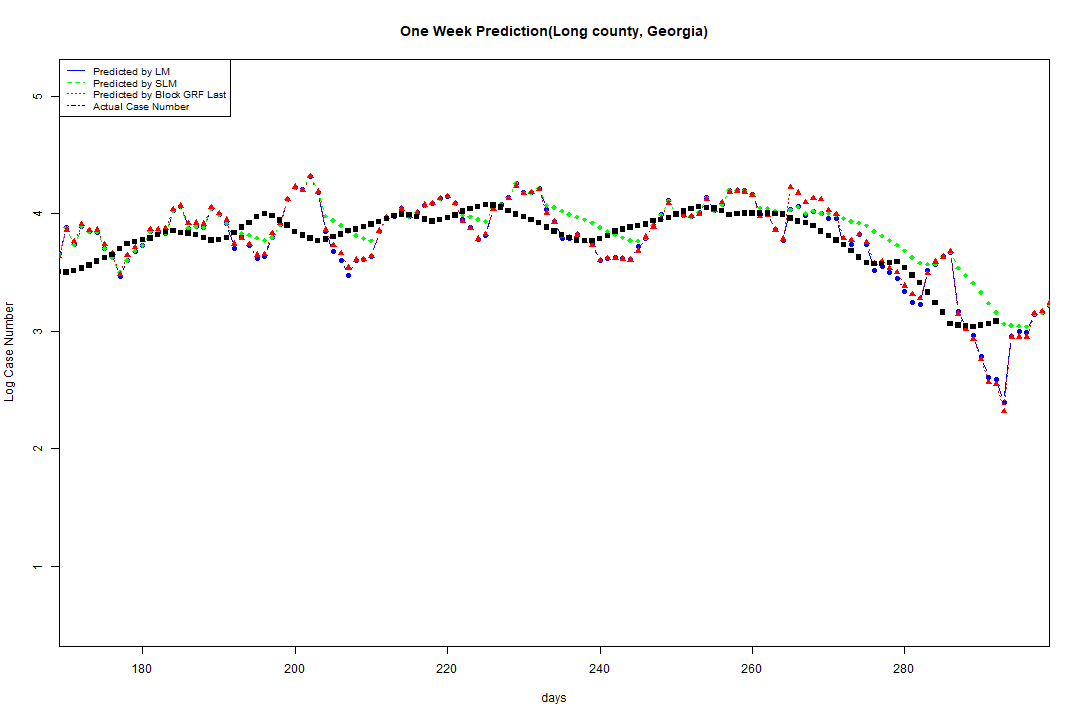 One Week Prediction(Long county, Georgia)
Predicted by LM
Predicted by SLM
Predicted by Block GRF Last
Actual Case Number
5
4
3
2
1
Log Case Number
180 200 220 240 260 280
days